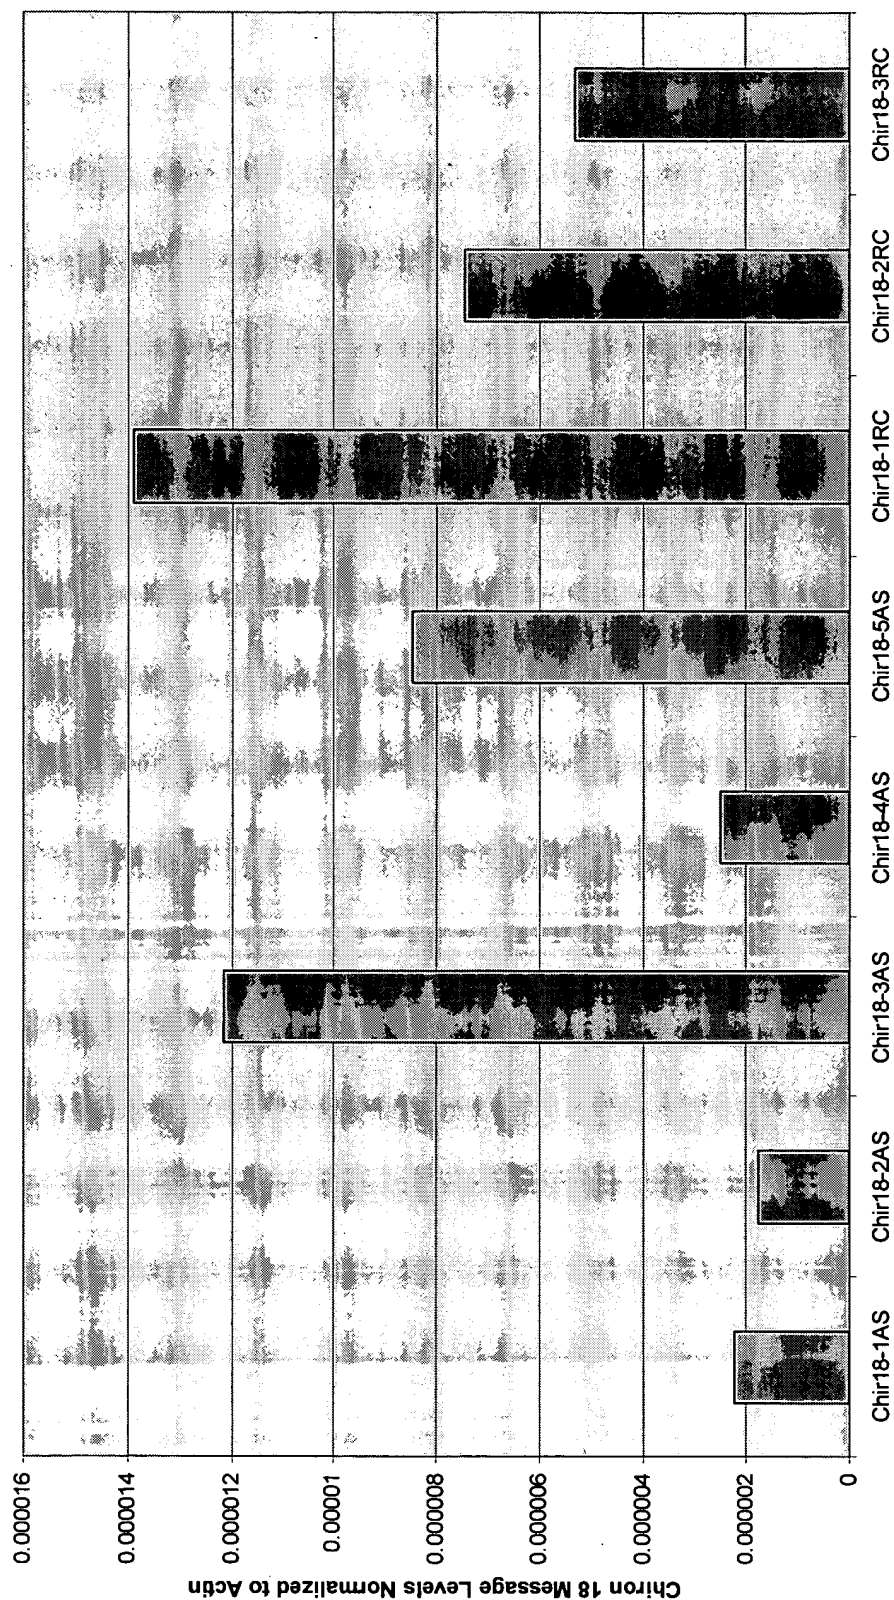 Chiron 18 Message Levels Normalized to Actin
0.000016
0.000014
0.000012
0.00001
0.000008
0.000006
0.000004
0.000002
0
Chir18-1AS
Chir18-2AS
Chir18-3AS
Chir18-4AS
Chir18-5AS
Chir18-1RC
Chir18-2RC
Chir18-3RC